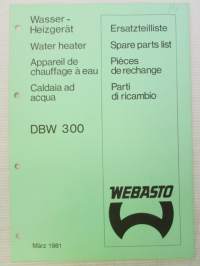 Wasser-
Heizgerät
Water heater
Appareil de
chauffage à eau
Caldaia ad
acqua
DBW 300
Ersatzteilliste
Spare parts list
Pièces
de rechange
Parti
di ricambio
WEBASTO
März 1981